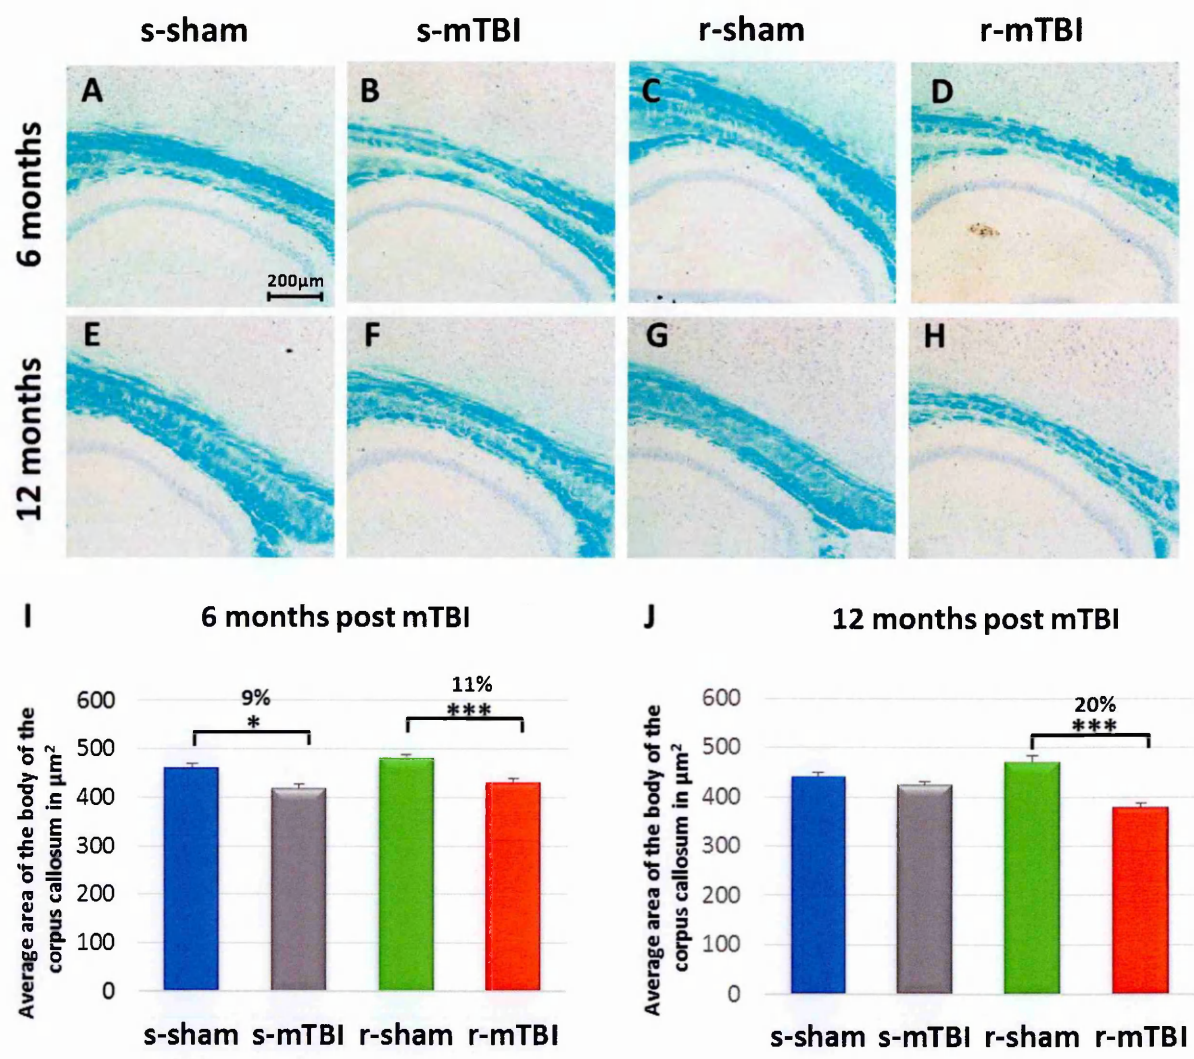 s-sham s-mTBI r-sham r-mTBI
6 months
A B C D
200µm
12 months
E F G H
I 6 months post mTBI
Average area of the body of the
corpus callosum in µm²
600
500
400
300
200
100
0
9%
*
11%
***
s-sham s-mTBI r-sham r-mTBI
J 12 months post mTBI
Average area of the body of the
corpus callosum in µm²
600
500
400
300
200
100
0
20%
***
s-sham s-mTBI r-sham r-mTBI